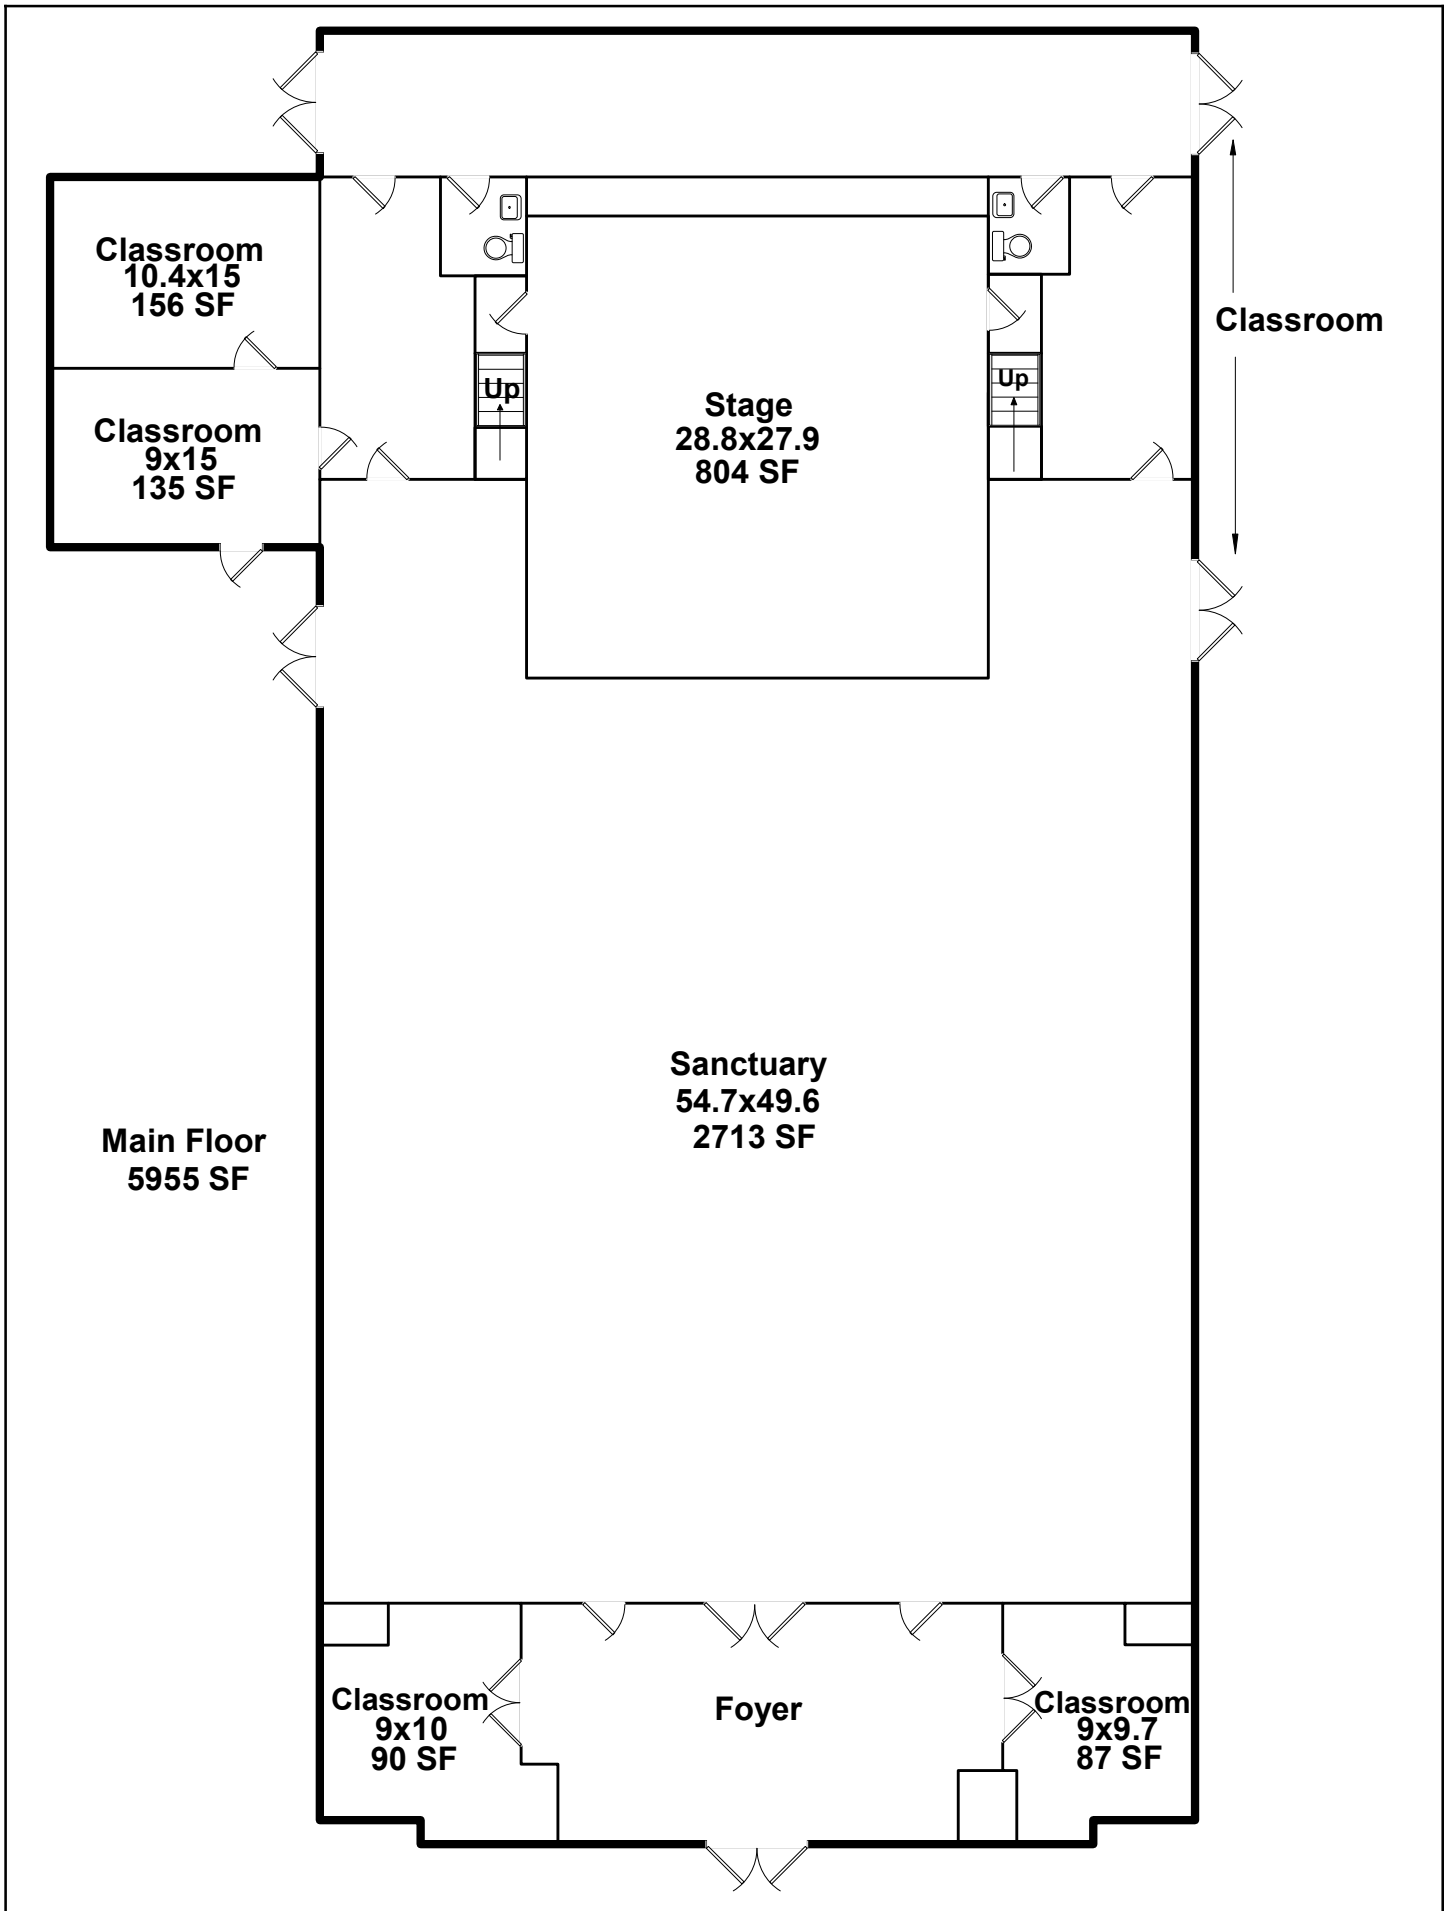 Classroom
10.4x15
156 SF
Classroom
Up
Up
Stage
28.8x27.9
804 SF
Classroom
9x15
135 SF
Sanctuary
54.7x49.6
2713 SF
Main Floor
5955 SF
Classroom
9x10
90 SF
Foyer
Classroom
9x9.7
87 SF